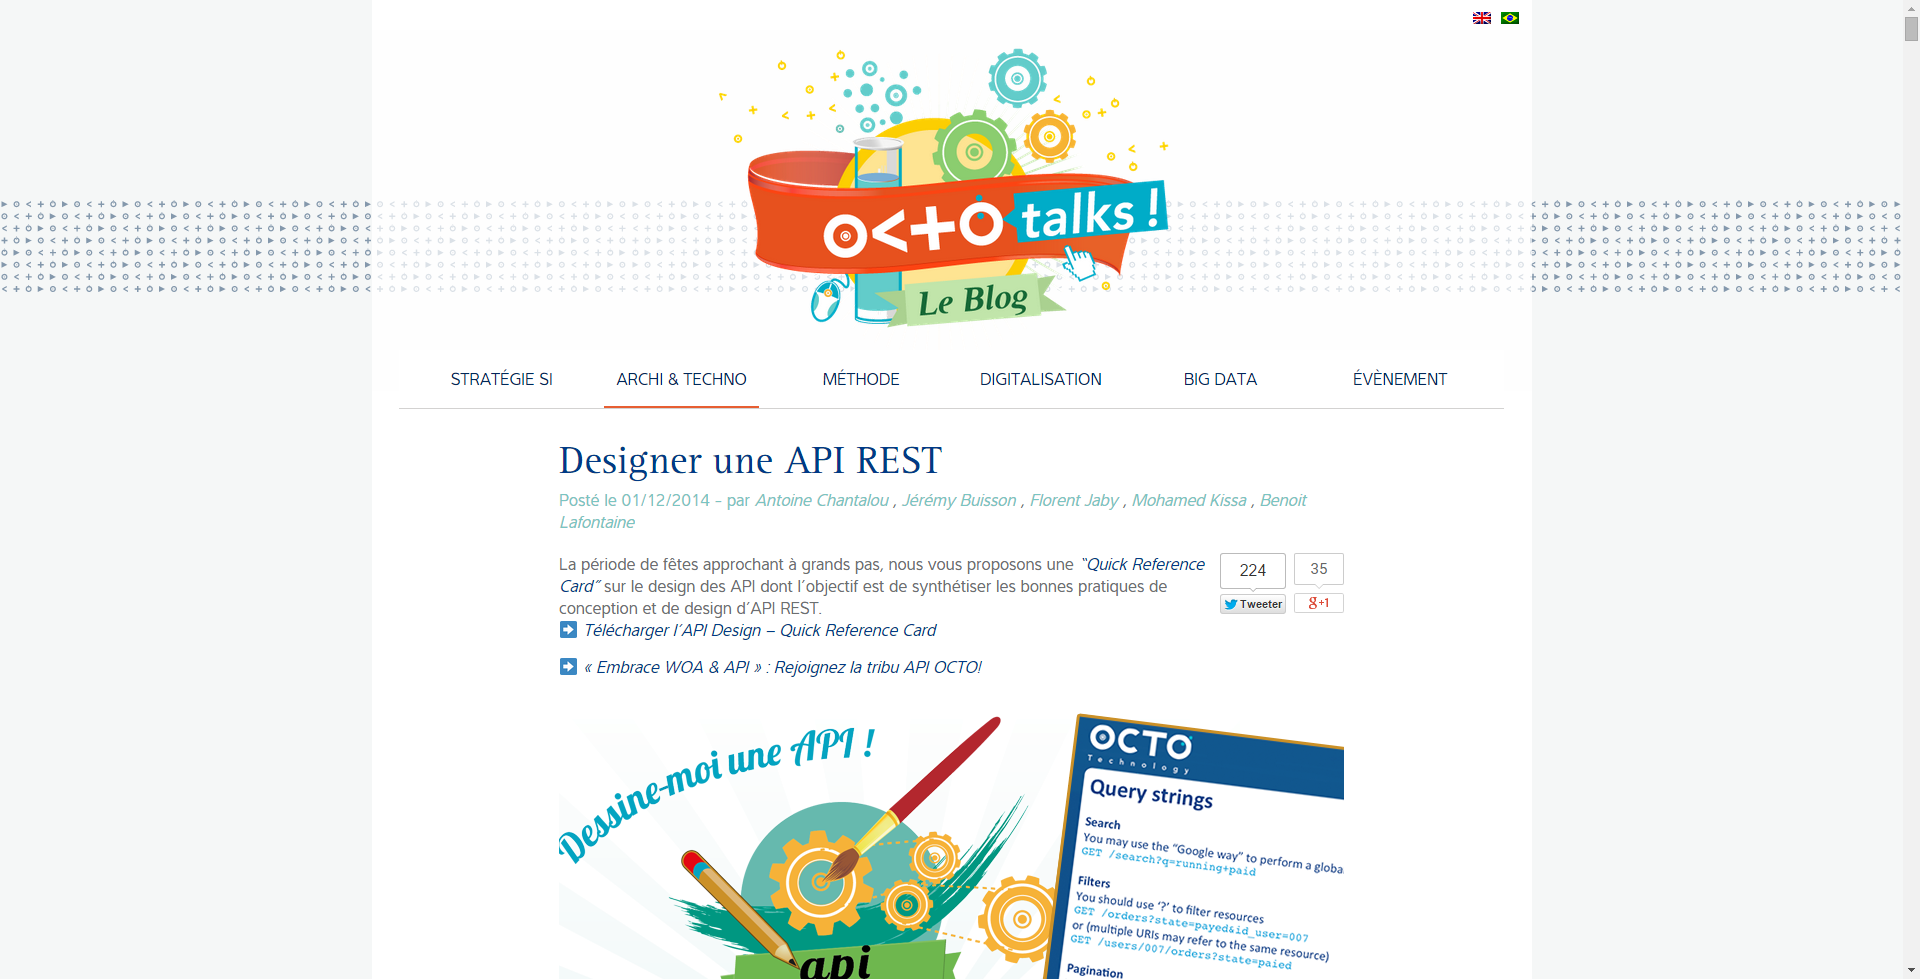 OCTO talks !
Le Blog
STRATÉGIE SI
ARCHI & TECHNO
MÉTHODE
DIGITALISATION
BIG DATA
ÉVÈNEMENT
Designer une API REST
Posté le 01/12/2014 - par Antoine Chantalou , Jérémy Buisson , Florent Jaby , Mohamed Kissa , Benoit
Lafontaine
La période de fêtes approchant à grands pas, nous vous proposons une “Quick Reference
Card” sur le design des API dont l’objectif est de synthétiser les bonnes pratiques de
conception et de design d’API REST.
224
Tweeter
35
g+1
Télécharger l’API Design – Quick Reference Card
« Embrace WOA & API » : Rejoignez la tribu API OCTO!
Dessine-moi une API !
api
OCTO
Technology
Query strings
Search
You may use the “Google way” to perform a globa
GET /search?q=running+paid
Filters
You should use ‘?’ to filter resources
GET /orders?state=payed&id_user=007
or (multiple URIs may refer to the same resource)
GET /users/007/orders?state=paied
Pagination